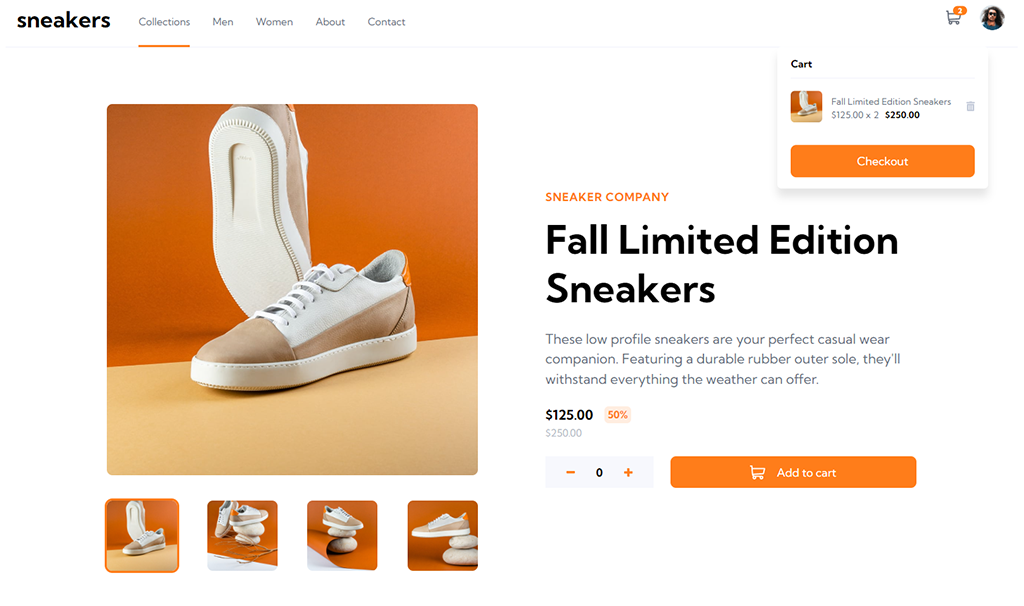 sneakers
Collections
Men
Women
About
Contact
2
Cart
Fall Limited Edition Sneakers
$125.00 x 2 $250.00
Checkout
SNEAKER COMPANY
Fall Limited Edition
Sneakers
These low profile sneakers are your perfect casual wear
companion. Featuring a durable rubber outer sole, they'll
withstand everything the weather can offer.
$125.00 50%
$250.00
0
Add to cart